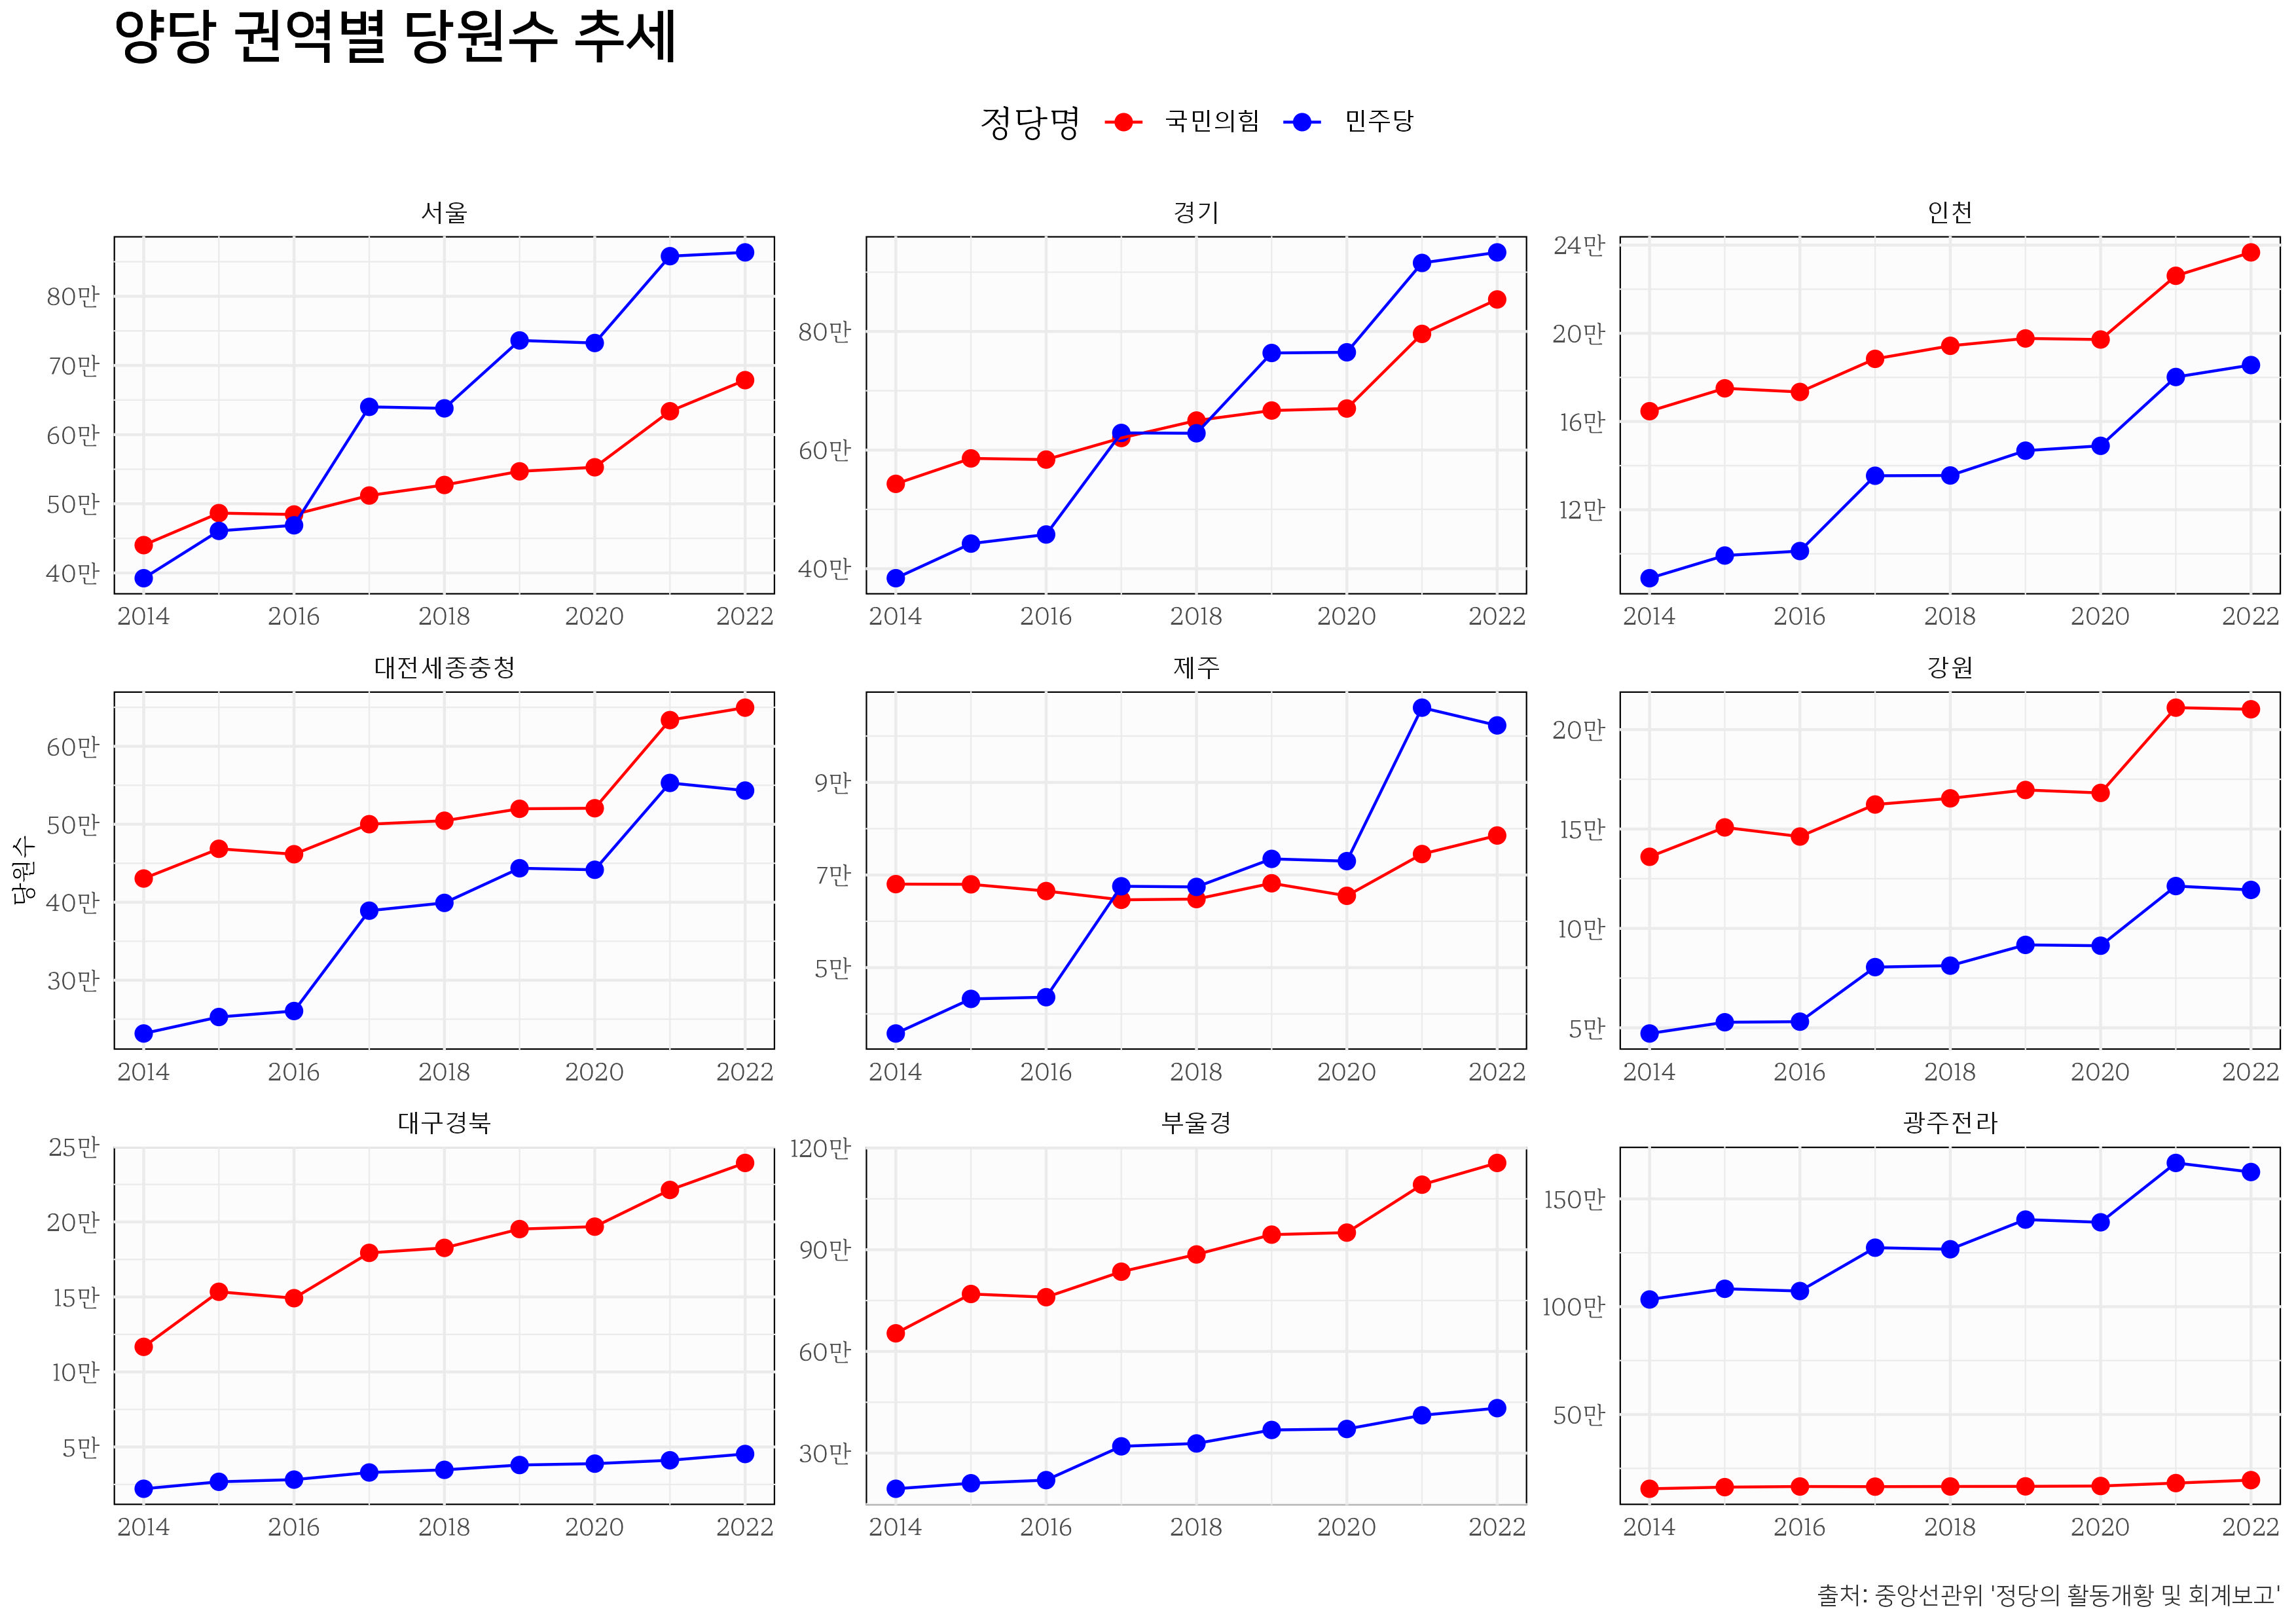 양당 권역별 당원수 추세
정당명 국민의힘 민주당
서울 경기 인천
80만
70만
60만
50만
40만
2014 2016 2018 2020 2022
80만
60만
40만
2014 2016 2018 2020 2022
24만
20만
16만
12만
2014 2016 2018 2020 2022
당원수
대전세종충청 제주 강원
60만
50만
40만
30만
2014 2016 2018 2020 2022
9만
7만
5만
2014 2016 2018 2020 2022
20만
15만
10만
5만
2014 2016 2018 2020 2022
대구경북 부울경 광주전라
25만
20만
15만
10만
5만
2014 2016 2018 2020 2022
120만
90만
60만
30만
2014 2016 2018 2020 2022
150만
100만
50만
2014 2016 2018 2020 2022
출처: 중앙선관위 '정당의 활동개황 및 회계보고'